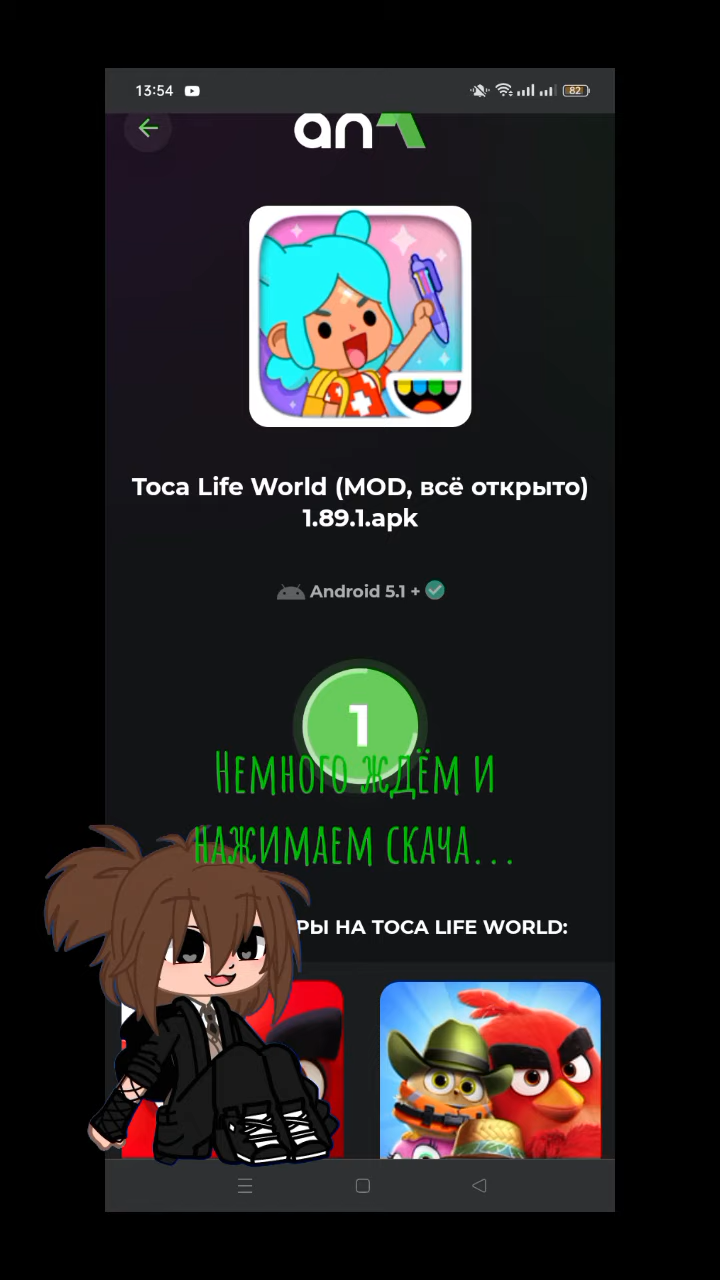 13:54
82
an
Toca Life World (MOD, всё открыто)
1.89.1.apk
Android 5.1 +
1
Немного ждём и
нажимаем скача...
РЫ НА TOCA LIFE WORLD: